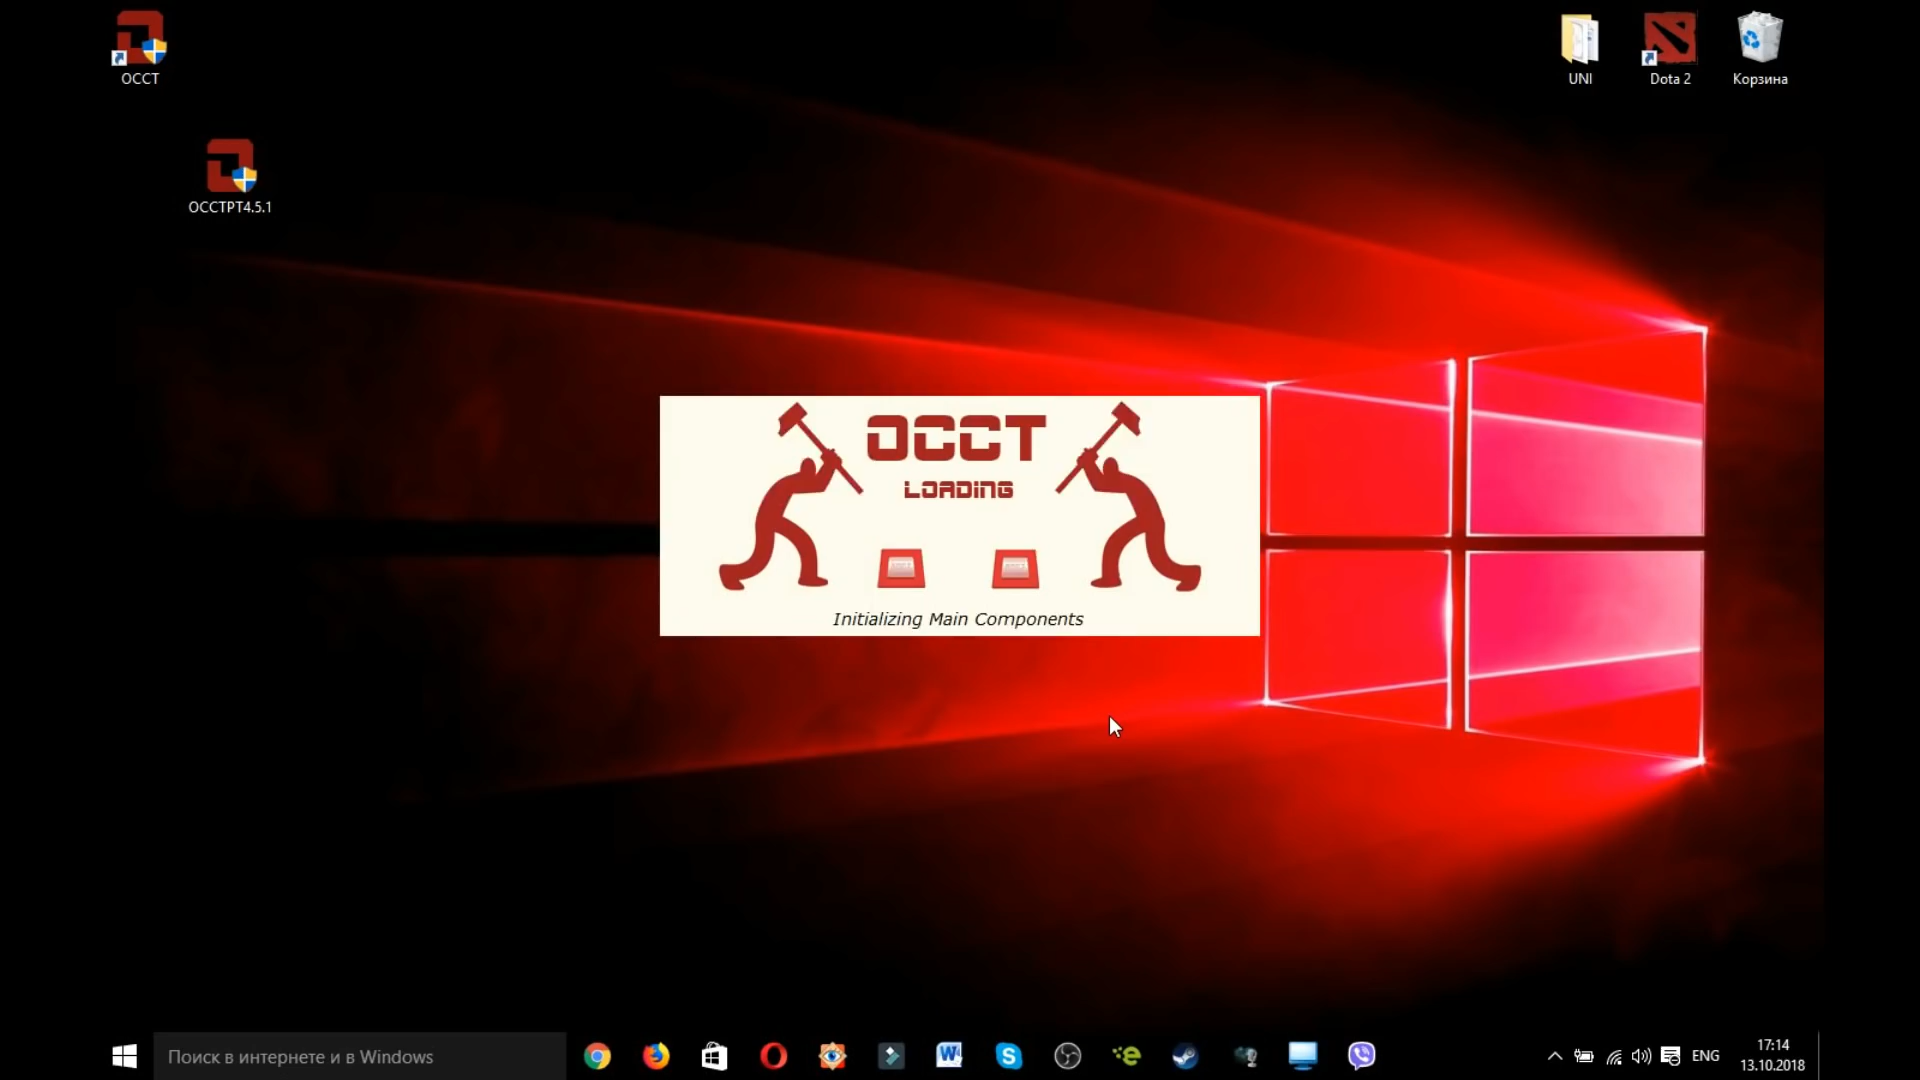 OCCT
UNI
Dota 2
Корзина
OCCTPT4.5.1
OCCT
LOADING
Initializing Main Components
Поиск в интернете и в Windows
ENG
17:14
13.10.2018